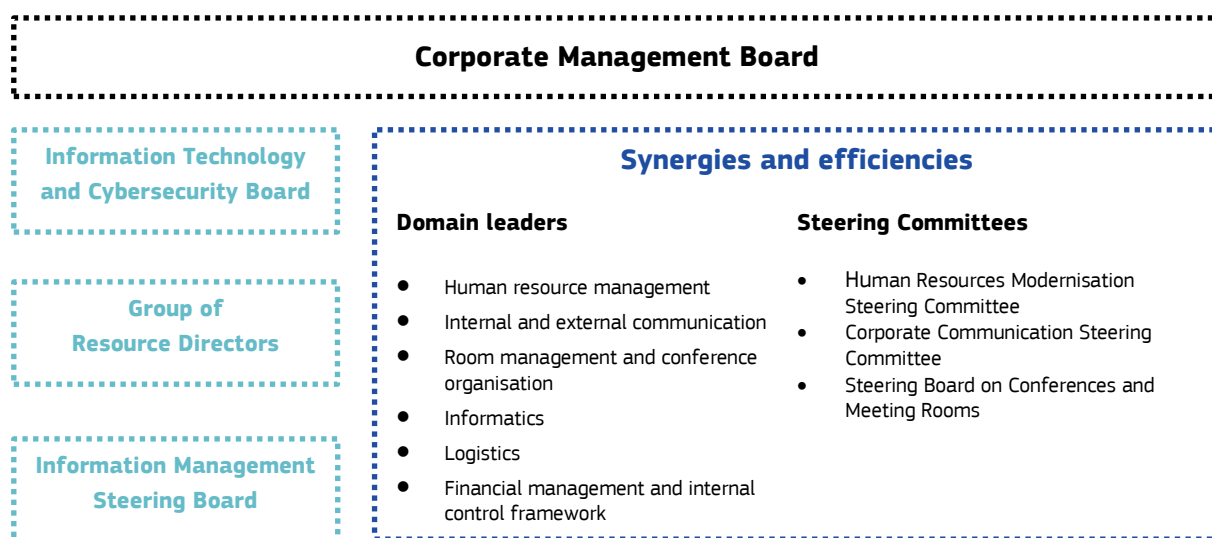 Corporate Management Board
Information Technology
and Cybersecurity Board
Group of
Resource Directors
Information Management
Steering Board
Synergies and efficiencies
Domain leaders
● Human resource management
● Internal and external communication
● Room management and conference
organisation
● Informatics
● Logistics
● Financial management and internal
control framework
Steering Committees
• Human Resources Modernisation
Steering Committee
• Corporate Communication Steering
Committee
• Steering Board on Conferences and
Meeting Rooms